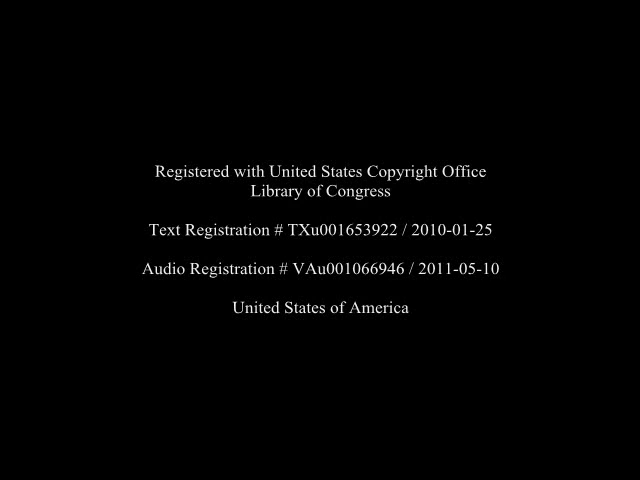 Registered with United States Copyright Office
Library of Congress
Text Registration # TXu001653922 / 2010-01-25
Audio Registration # VAu001066946 / 2011-05-10
United States of America